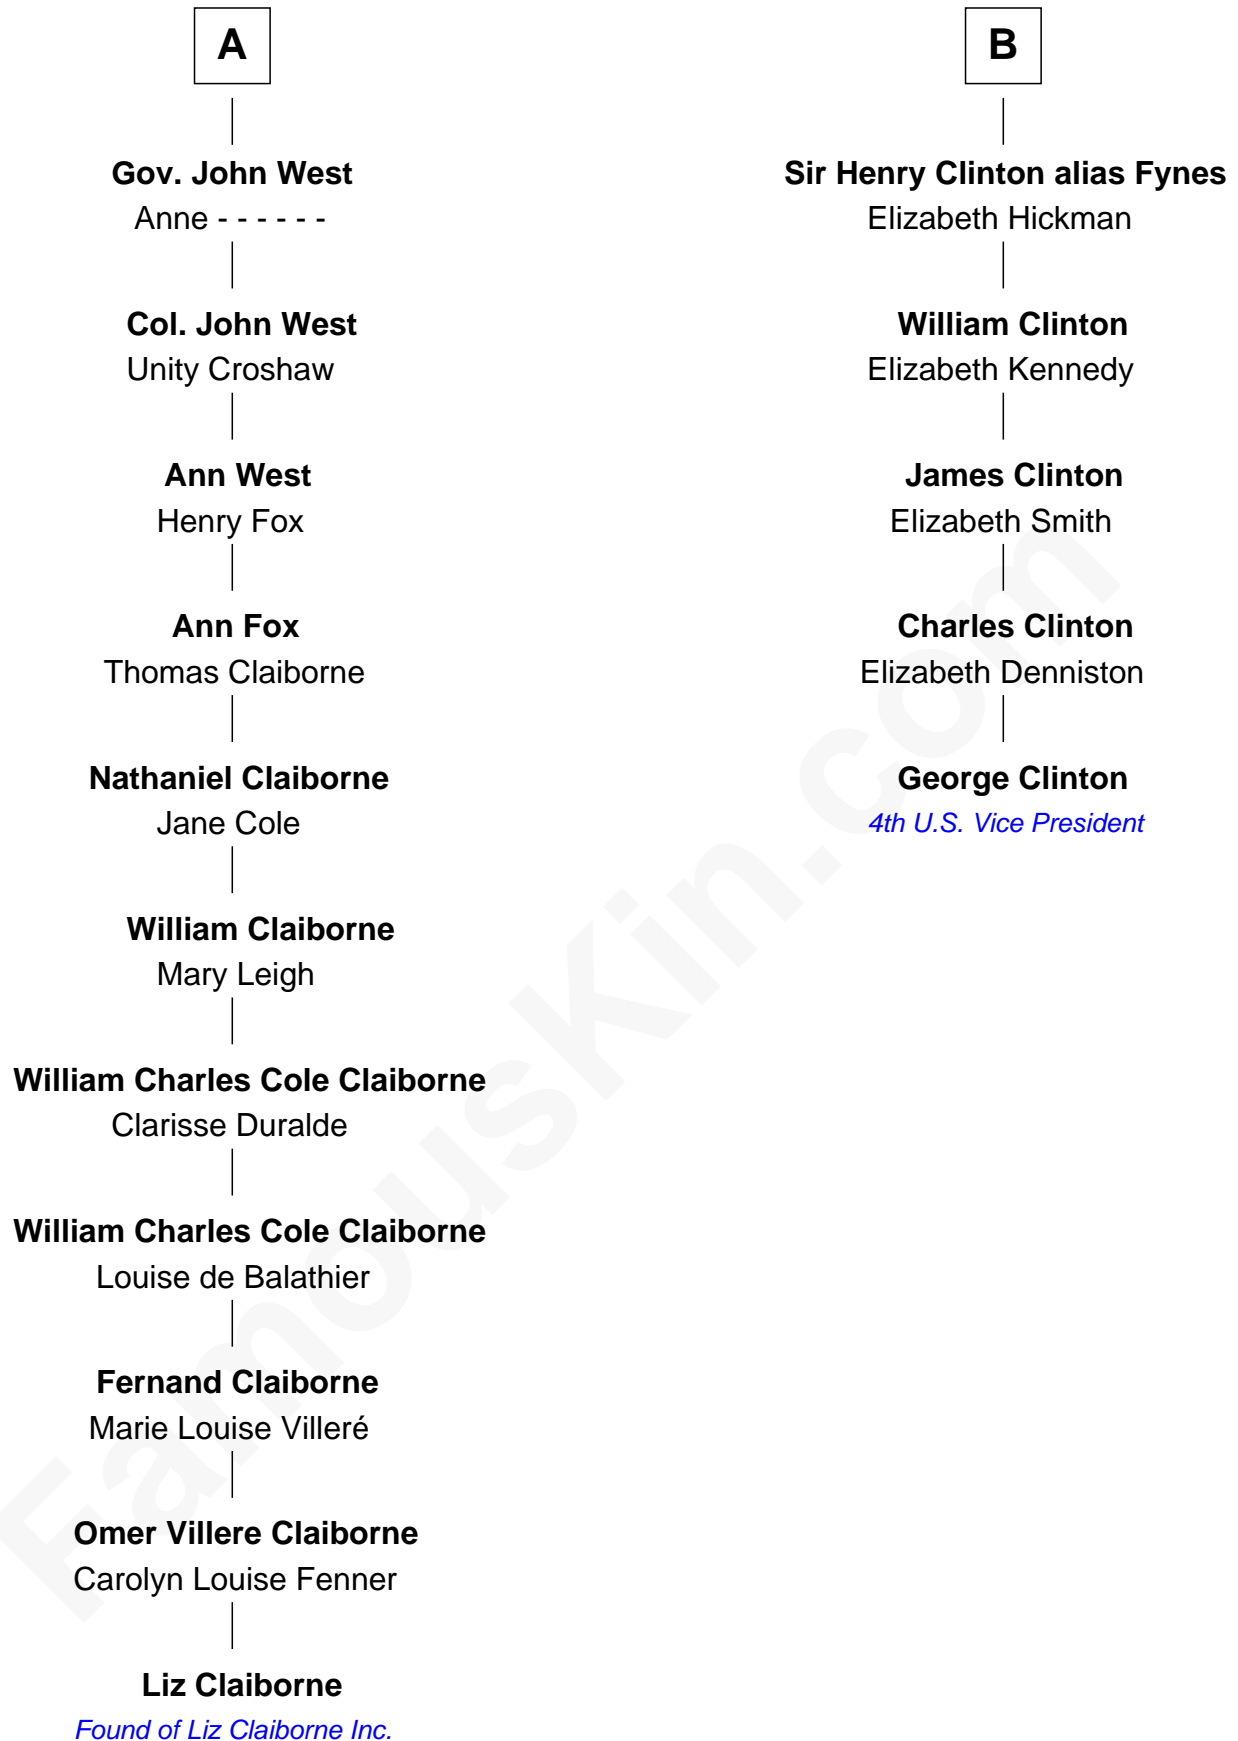 A
Gov. John West
Anne - - - - - -
Col. John West
Unity Croshaw
Ann West
Henry Fox
Ann Fox
Thomas Claiborne
Nathaniel Claiborne
Jane Cole
William Claiborne
Mary Leigh
William Charles Cole Claiborne
Clarisse Duralde
William Charles Cole Claiborne
Louise de Balathier
Fernand Claiborne
Marie Louise Villeré
Omer Villere Claiborne
Carolyn Louise Fenner
Liz Claiborne
Found of Liz Claiborne Inc.
B
Sir Henry Clinton alias Fynes
Elizabeth Hickman
William Clinton
Elizabeth Kennedy
James Clinton
Elizabeth Smith
Charles Clinton
Elizabeth Denniston
George Clinton
4th U.S. Vice President
FamousKin.com